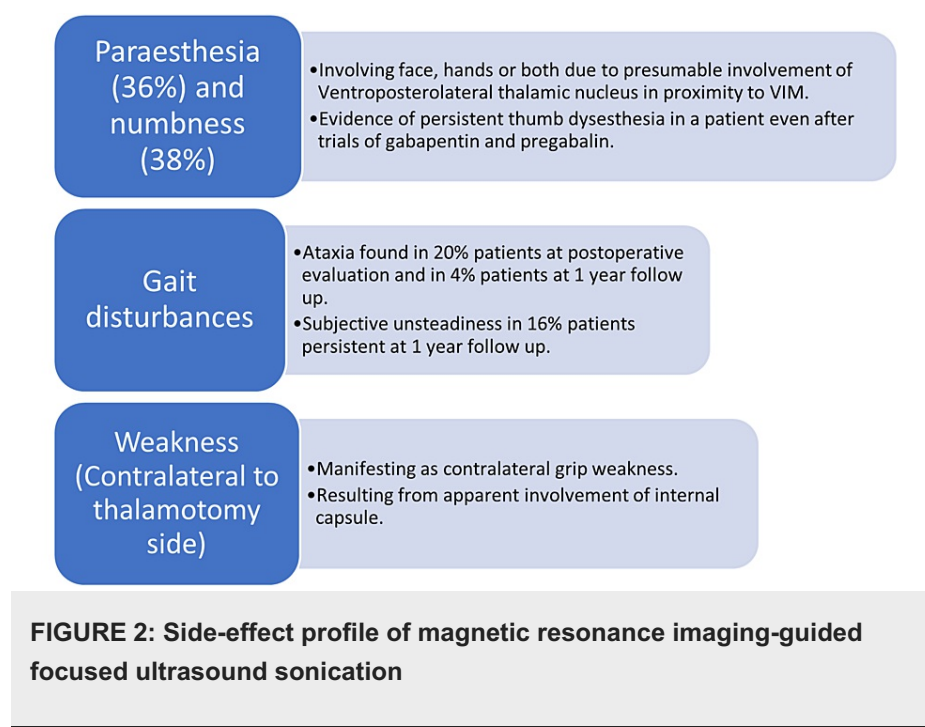 Paraesthesia
(36%) and
numbness
(38%)
•Involving face, hands or both due to presumable involvement of
Ventroposterolateral thalamic nucleus in proximity to VIM.
•Evidence of persistent thumb dysesthesia in a patient even after
trials of gabapentin and pregabalin.
Gait
disturbances
•Ataxia found in 20% patients at postoperative
evaluation and in 4% patients at 1 year follow
up.
•Subjective unsteadiness in 16% patients
persistent at 1 year follow up.
Weakness
(Contralateral to
thalamotomy
side)
•Manifesting as contralateral grip weakness.
•Resulting from apparent involvement of internal
capsule.
FIGURE 2: Side-effect profile of magnetic resonance imaging-guided
focused ultrasound sonication